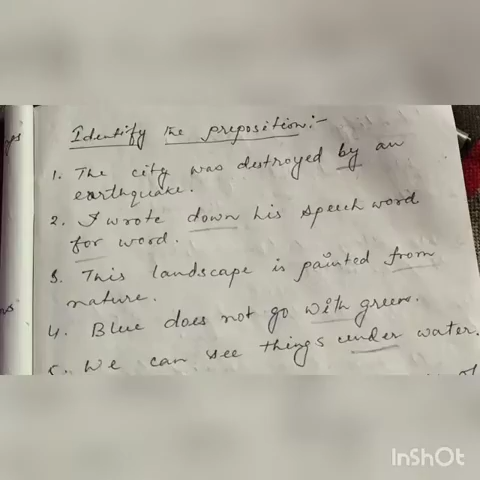 Identify the preposition:-
1. The city was destroyed by an
earthquake.
2. I wrote down his speech word
for word.
3. This landscape is painted from
nature.
4. Blue does not go with green.
5. We can see things under water.
of
InShOt